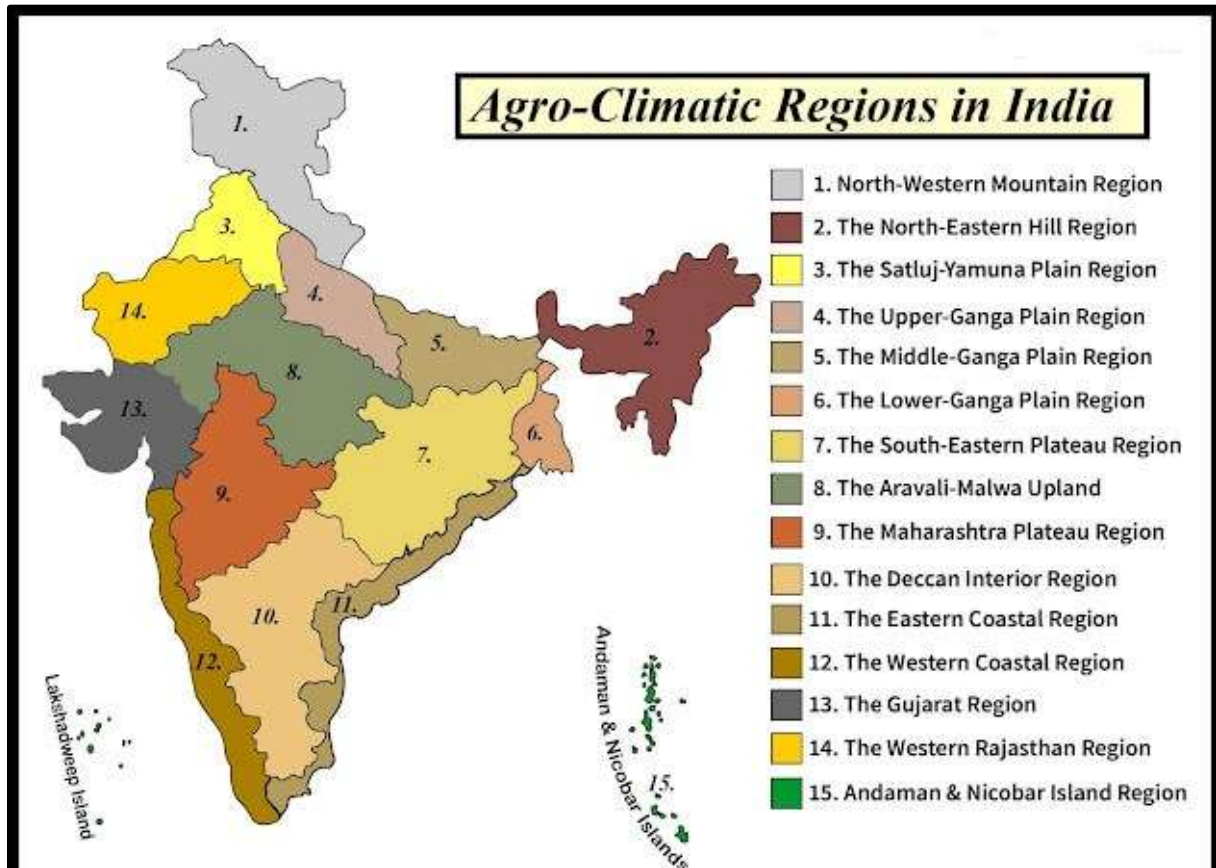 Agro-Climatic Regions in India
1. North-Western Mountain Region
2. The North-Eastern Hill Region
3. The Satluj-Yamuna Plain Region
4. The Upper-Ganga Plain Region
5. The Middle-Ganga Plain Region
6. The Lower-Ganga Plain Region
7. The South-Eastern Plateau Region
8. The Aravali-Malwa Upland
9. The Maharashtra Plateau Region
10. The Deccan Interior Region
11. The Eastern Coastal Region
12. The Western Coastal Region
13. The Gujarat Region
14. The Western Rajasthan Region
15. Andaman & Nicobar Island Region
1.
3.
4.
14.
5.
2.
8.
13.
6.
7.
9.
10.
11.
12.
15.
Lakshadweep Island
Andaman & Nicobar Islands